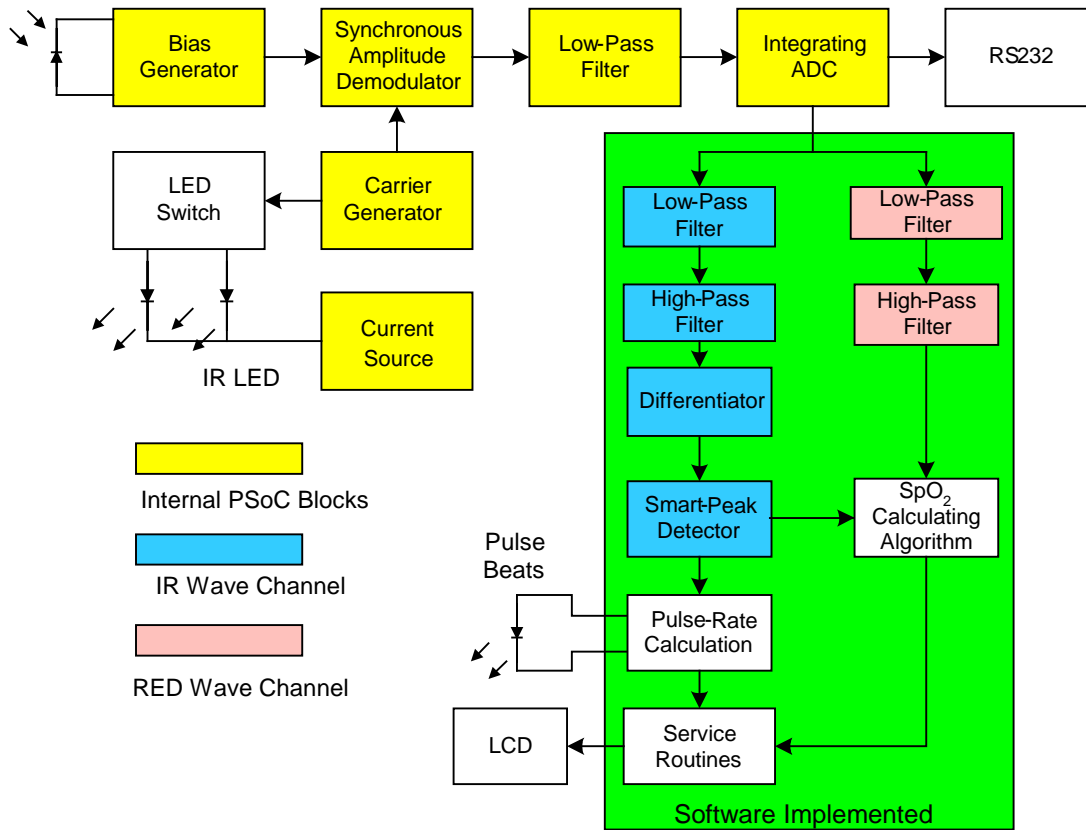 Bias
Generator
Synchronous
Amplitude
Demodulator
Low-Pass
Filter
Integrating
ADC
RS232
LED
Switch
Carrier
Generator
Low-Pass
Filter
Low-Pass
Filter
High-Pass
Filter
High-Pass
Filter
Current
Source
IR LED
Differentiator
Internal PSoC Blocks
Smart-Peak
Detector
SpO₂
Calculating
Algorithm
IR Wave Channel
Pulse
Beats
Pulse-Rate
Calculation
RED Wave Channel
LCD
Service
Routines
Software Implemented